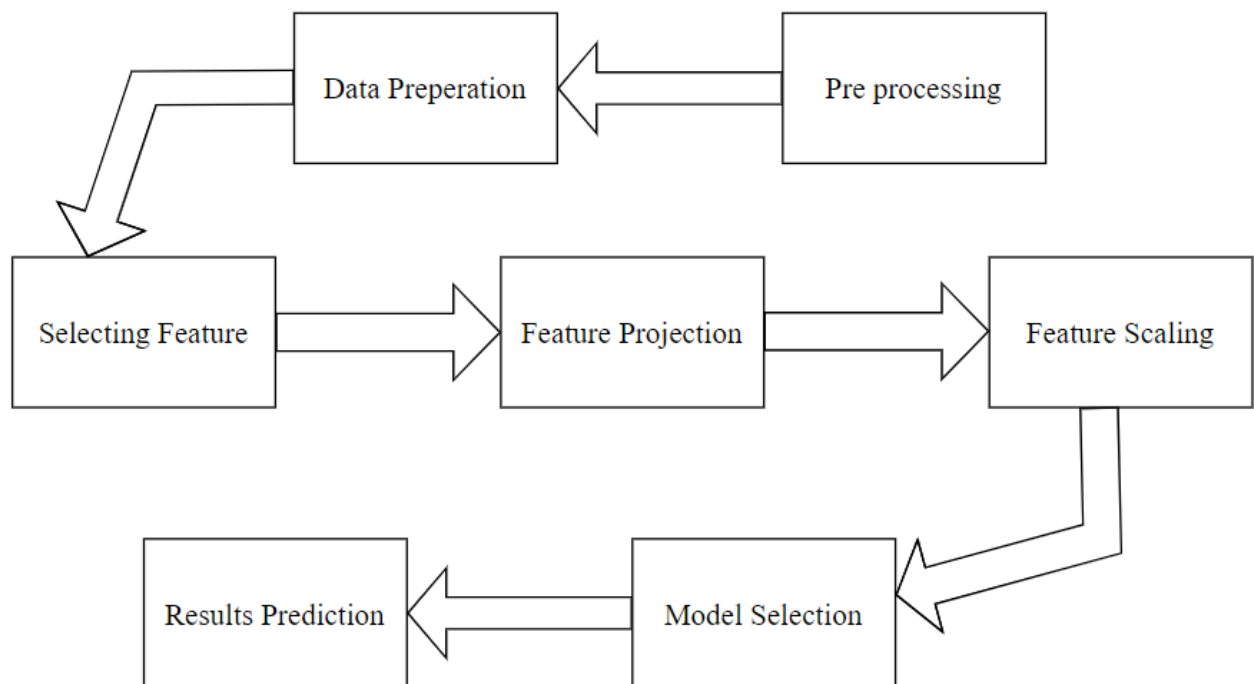 Data Preperation
Pre processing
Selecting Feature
Feature Projection
Feature Scaling
Results Prediction
Model Selection